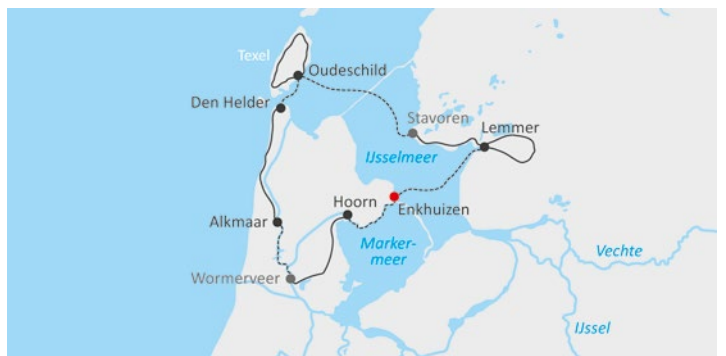 Texel
Oudeschild
Den Helder
Stavoren
Lemmer
IJsselmeer
Hoorn
Enkhuizen
Alkmaar
Marker-
meer
Vechte
Wormerveer
IJssel